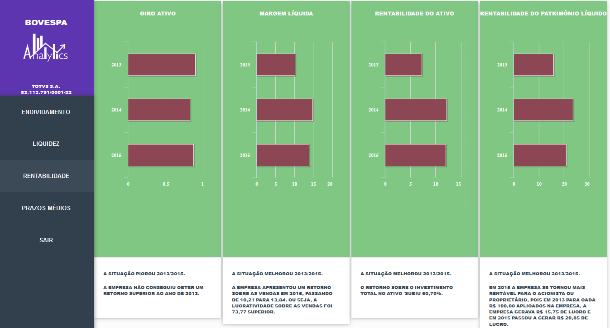 BOVESPA
Analytics
TOTVS S.A.
53.113.791/0001-22
ENDIVIDAMENTO
LIQUIDEZ
RENTABILIDADE
PRAZOS MÉDIOS
SAIR
GIRO ATIVO
2013
2014
2015
0 0,5 1
A SITUAÇÃO PIOROU 2013/2015.
A EMPRESA NÃO CONSEGUIU OBTER UM
RETORNO SUPERIOR AO ANO DE 2013.
MARGEM LÍQUIDA
2013
2014
2015
0 5 10 15 20
A SITUAÇÃO MELHOROU 2013/2015.
A EMPRESA APRESENTOU UM RETORNO
SOBRE AS VENDAS EM 2015, PASSANDO
DE 10,21 PARA 13,84. OU SEJA, A
LUCRATIVIDADE SOBRE AS VENDAS FOI
73,77 SUPERIOR.
RENTABILIDADE DO ATIVO
2013
2014
2015
0 5 10 15
A SITUAÇÃO MELHOROU 2013/2015.
O RETORNO SOBRE O INVESTIMENTO
TOTAL NO ATIVO SUBIU 60,70%.
RENTABILIDADE DO PATRIMÔNIO LÍQUIDO
2013
2014
2015
0 10 20 30
A SITUAÇÃO MELHOROU 2013/2015.
EM 2015 A EMPRESA SE TORNOU MAIS
RENTÁVEL PARA O ACIONISTA OU
PROPRIETÁRIO, POIS EM 2013 PARA CADA
R$ 100,00 APLICADOS NA EMPRESA, A
EMPRESA GERAVA R$ 15,75 DE LUCRO E
EM 2015 PASSOU A GERAR R$ 20,85 DE
LUCRO.